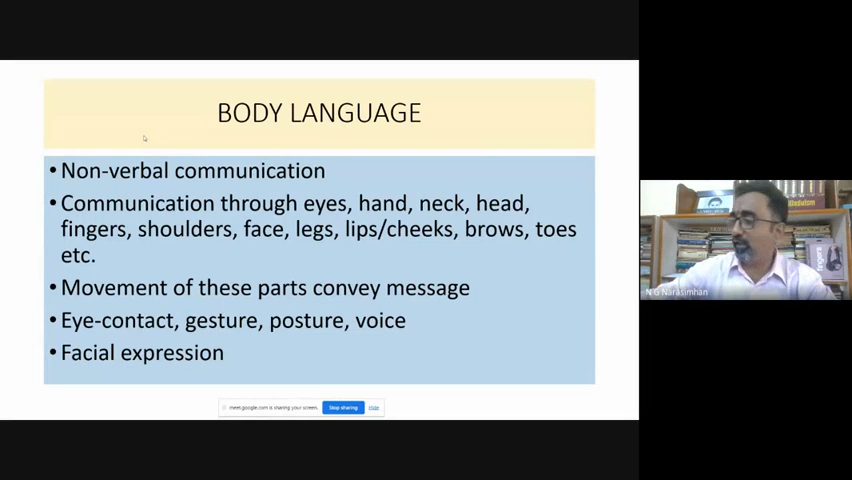 BODY LANGUAGE
• Non-verbal communication
• Communication through eyes, hand, neck, head,
fingers, shoulders, face, legs, lips/cheeks, brows, toes
etc.
• Movement of these parts convey message
• Eye-contact, gesture, posture, voice
• Facial expression
meet.google.com is sharing your screen.
Stop sharing
Hide
N G Narasimhan
fingers